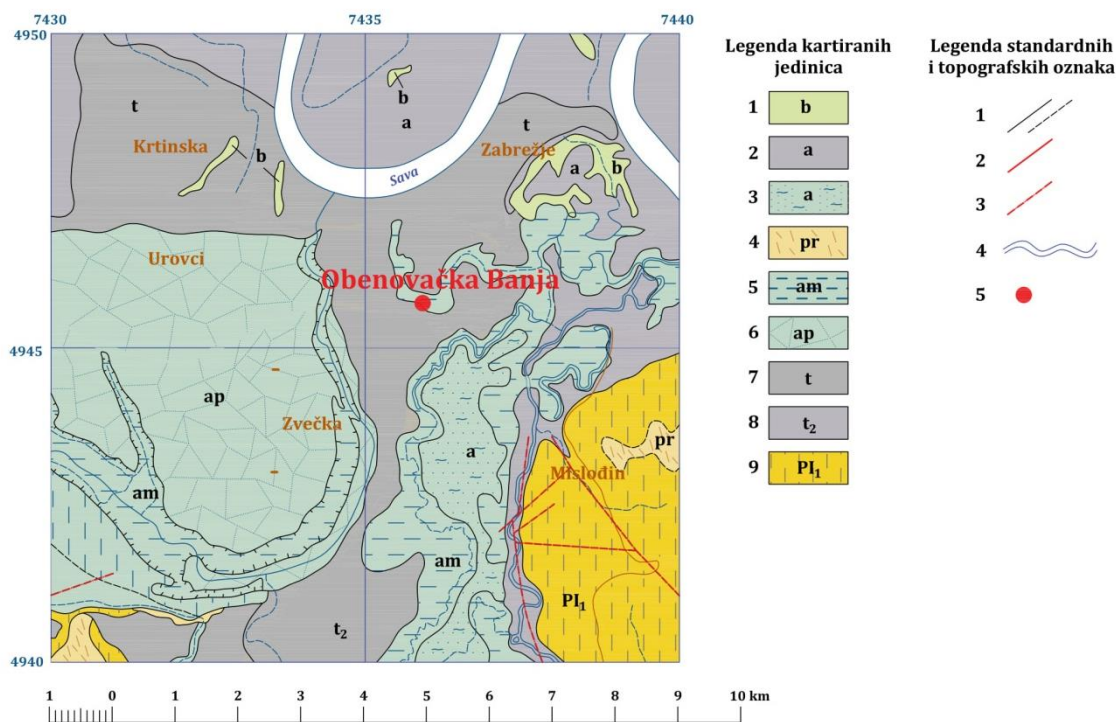 7430
7435
7440
4950
4945
4940
t
b
a
b
Krtinska
t
Zabrežje
a
b
Sava
Urovci
Obenovačka Banja
ap
Zvečka
a
Mislođin
pr
am
am
Pl₁
t₂
1 0 1 2 3 4 5 6 7 8 9 10 km
Legenda kartiranih
jedinica
1 b
2 a
3 a
4 pr
5 am
6 ap
7 t
8 t₂
9 Pl₁
Legenda standardnih
i topografskih oznaka
1
2
3
4
5